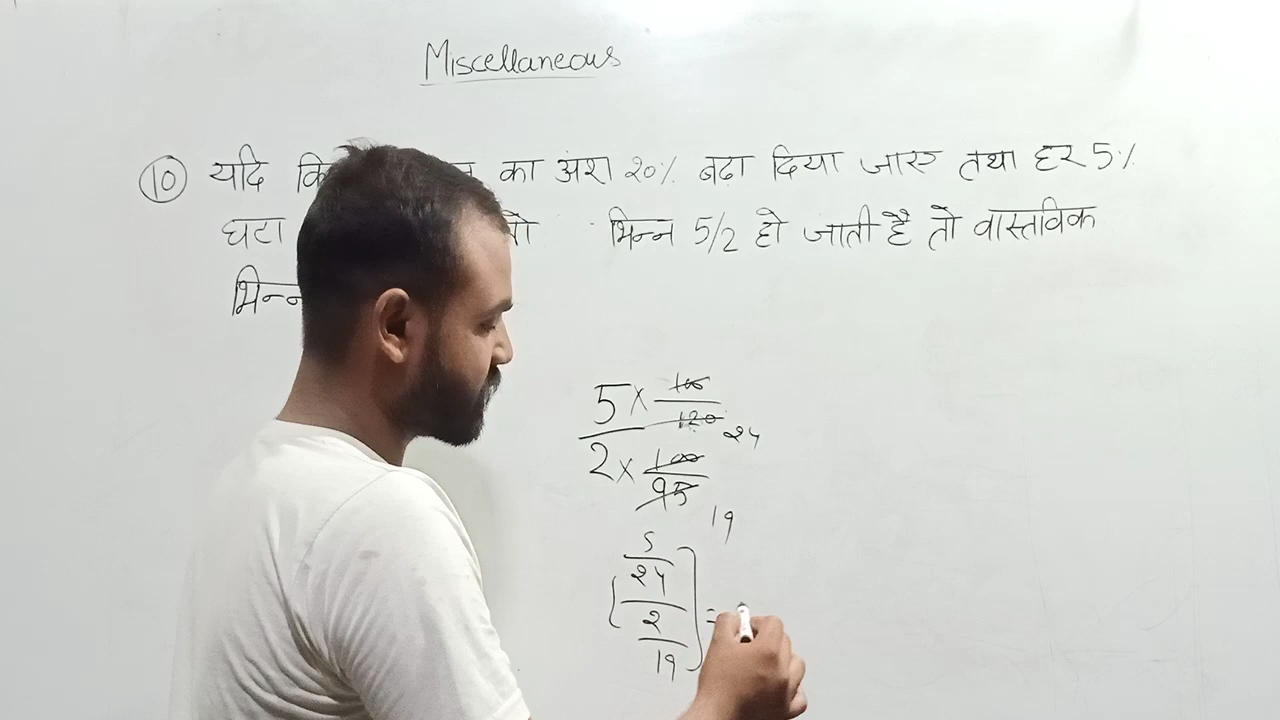 Miscellaneous
10 यदि का अंश 20% बढ़ा दिया जाए तथा हर 5%
घटा भिन्न 5/2 हो जाती है तो वास्तविक
भिन्न
5 × 100/120 24
2 × 100/95 19
5
24
2
19
=